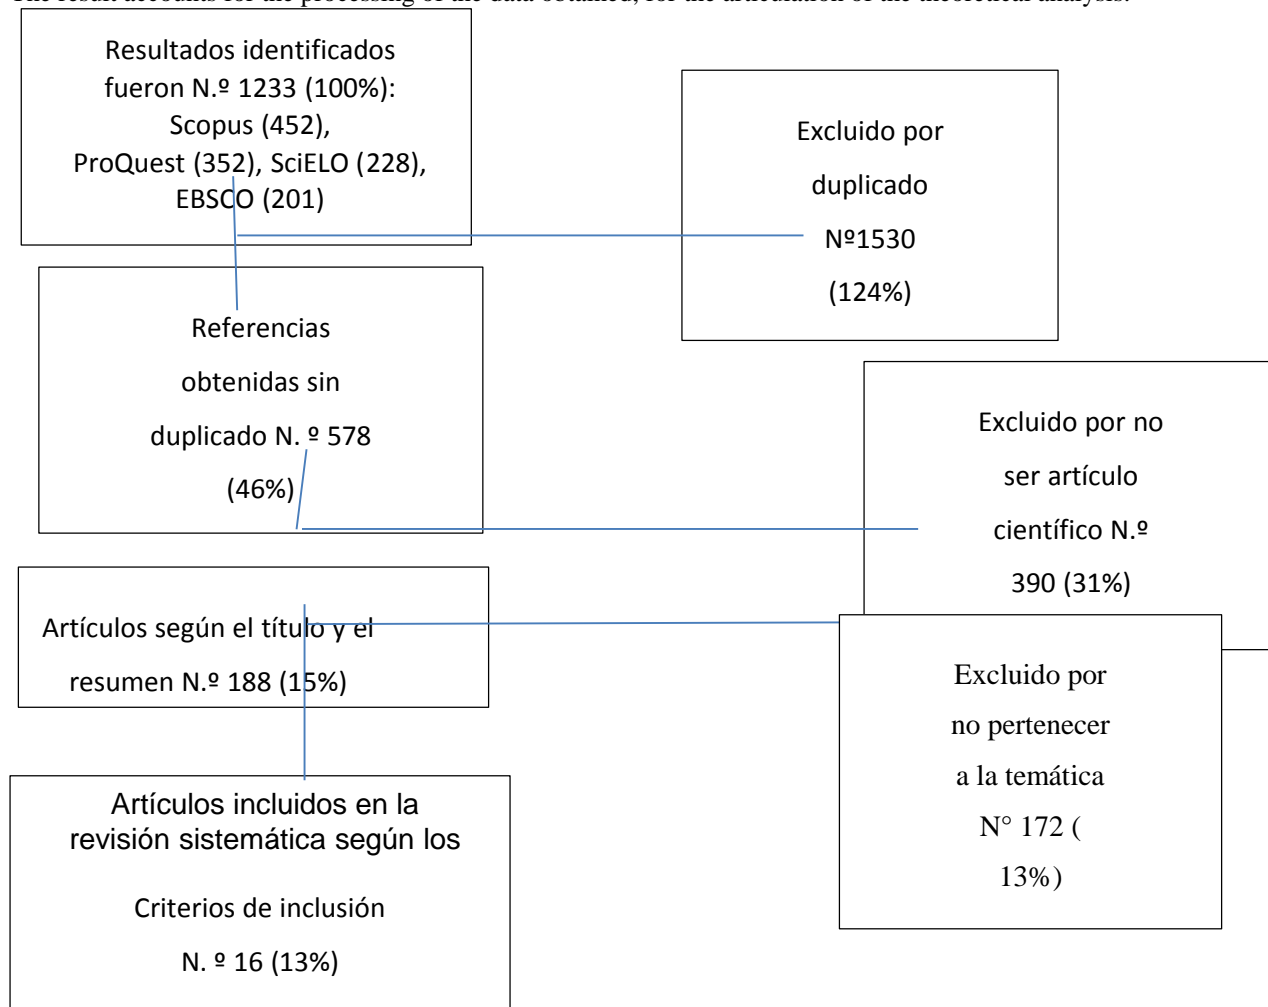 The result accounts for the processing of the data obtained, for the articulation of the theoretical analysis.
Resultados identificados
fueron N.º 1233 (100%):
Scopus (452),
ProQuest (352), SciELO (228),
EBSCO (201)
Excluido por
duplicado
Nº1530
(124%)
Referencias
obtenidas sin
duplicado N. º 578
(46%)
Excluido por no
ser artículo
científico N.º
390 (31%)
Artículos según el título y el
resumen N.º 188 (15%)
Excluido por
no pertenecer
a la temática
N° 172 (
13%)
Artículos incluidos en la
revisión sistemática según los
Criterios de inclusión
N. º 16 (13%)